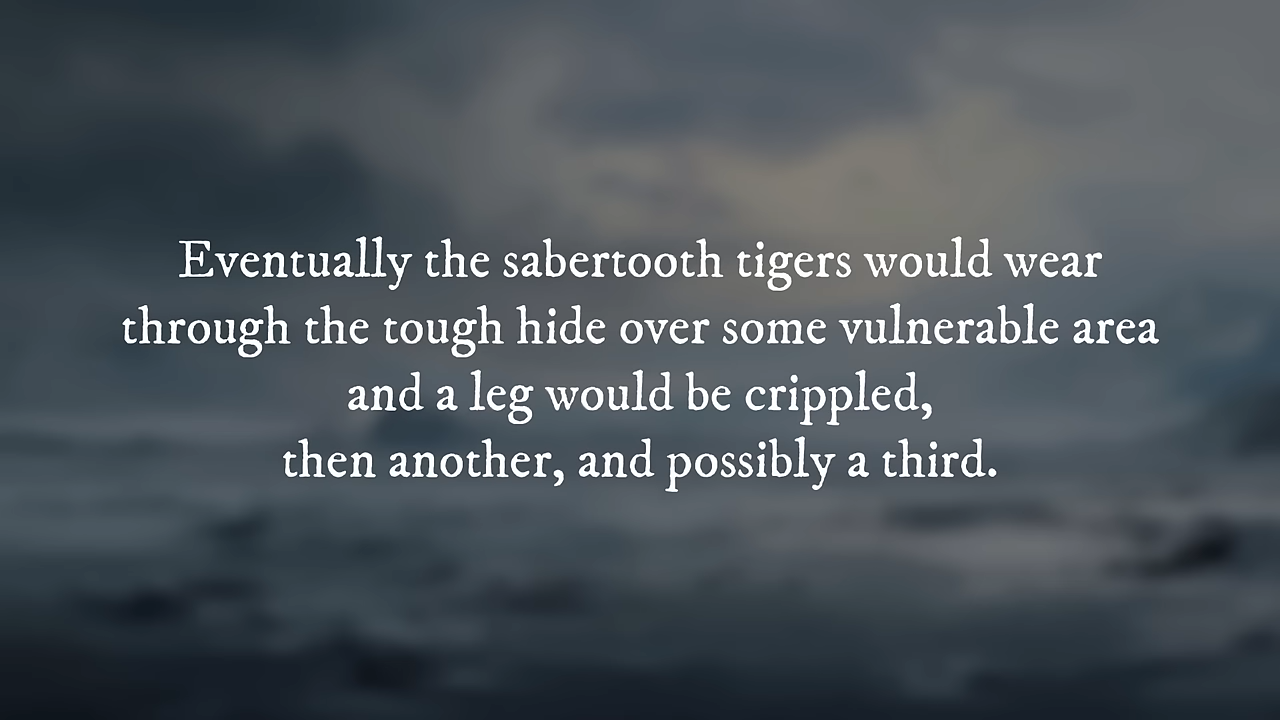 Eventually the sabertooth tigers would wear
through the tough hide over some vulnerable area
and a leg would be crippled,
then another, and possibly a third.